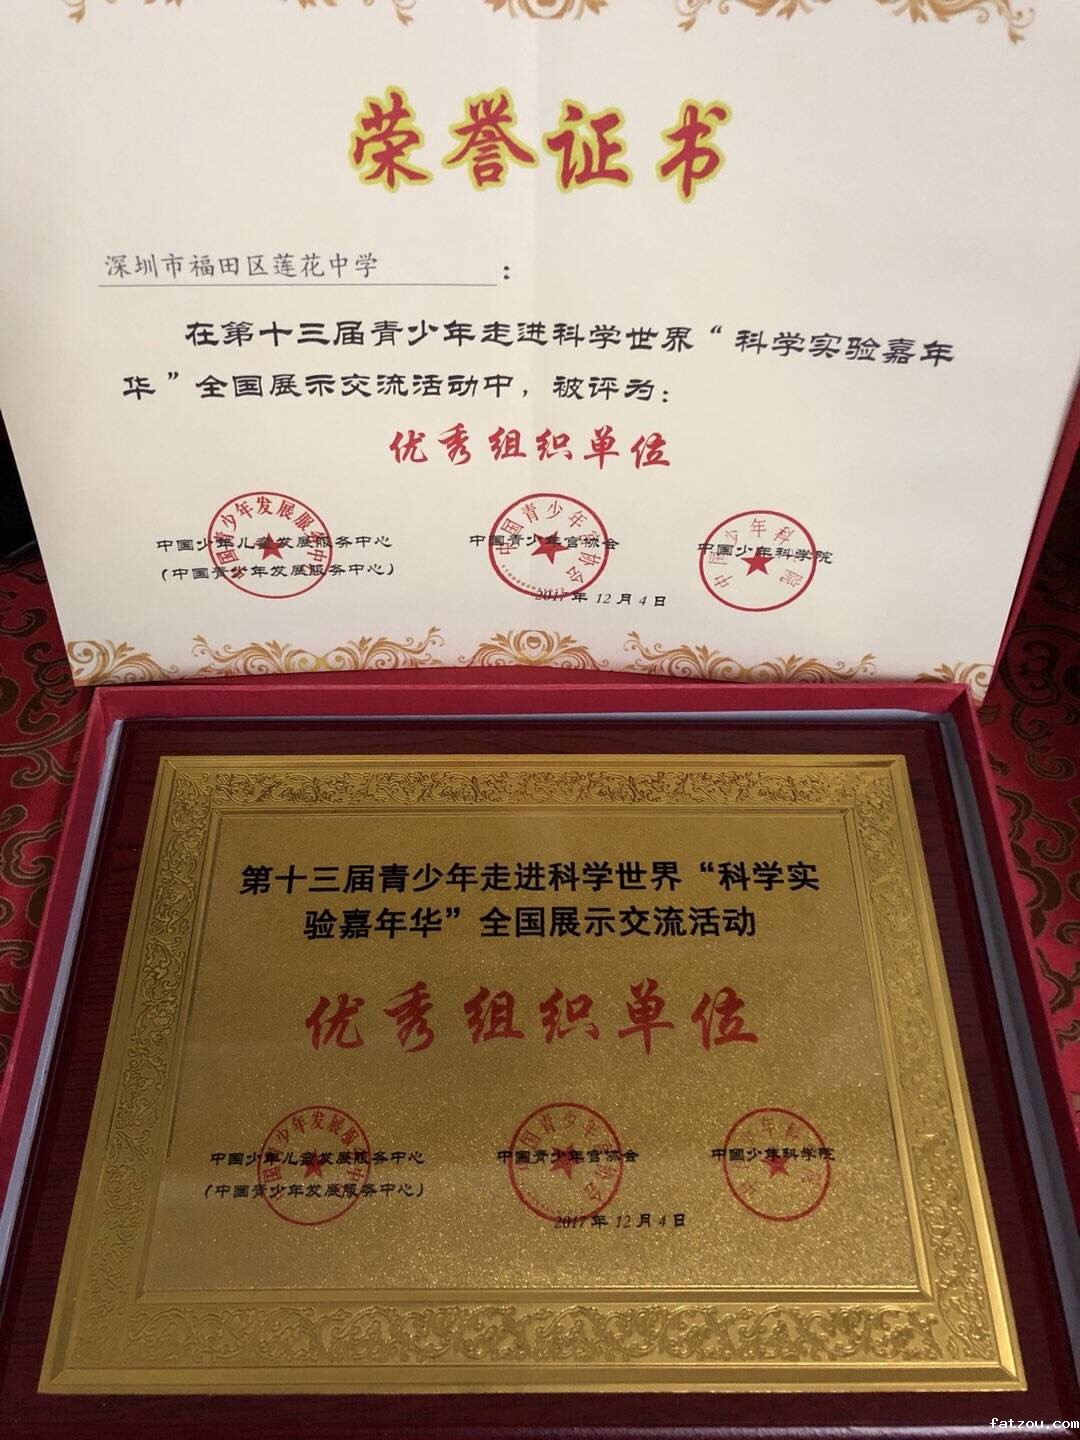 荣誉证书
深圳市福田区莲花中学:
在第十三届青少年走进科学世界“科学实验嘉年
华”全国展示交流活动中，被评为：
优秀组织单位
中国少年儿童发展服务中心
(中国青少年发展服务中心)
中国青少年宫协会
中国少年科学院
2017年12月4日
第十三届青少年走进科学世界“科学实
验嘉年华”全国展示交流活动
优秀组织单位
中国少年儿童发展服务中心
(中国青少年发展服务中心)
中国青少年宫协会
中国少年科学院
2017年12月4日
fatzou.com